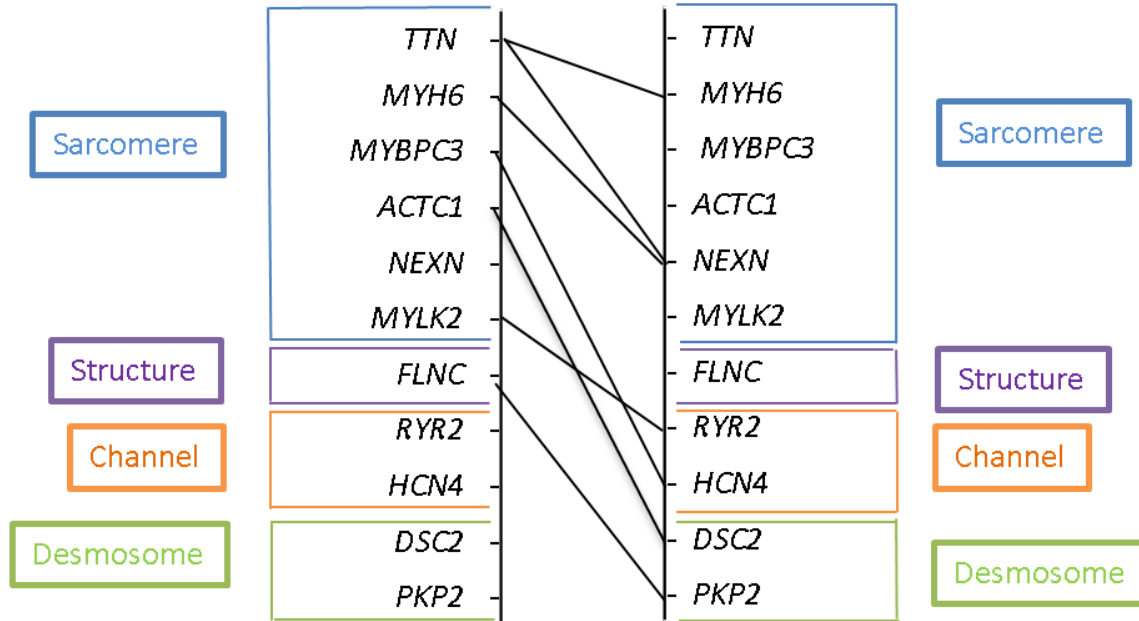 TTN TTN
MYH6 MYH6
Sarcomere Sarcomere
MYBPC3 MYBPC3
ACTC1 ACTC1
NEXN NEXN
MYLK2 MYLK2
Structure FLNC FLNC Structure
RYR2 RYR2
Channel Channel
HCN4 HCN4
DSC2 DSC2
Desmosome Desmosome
PKP2 PKP2